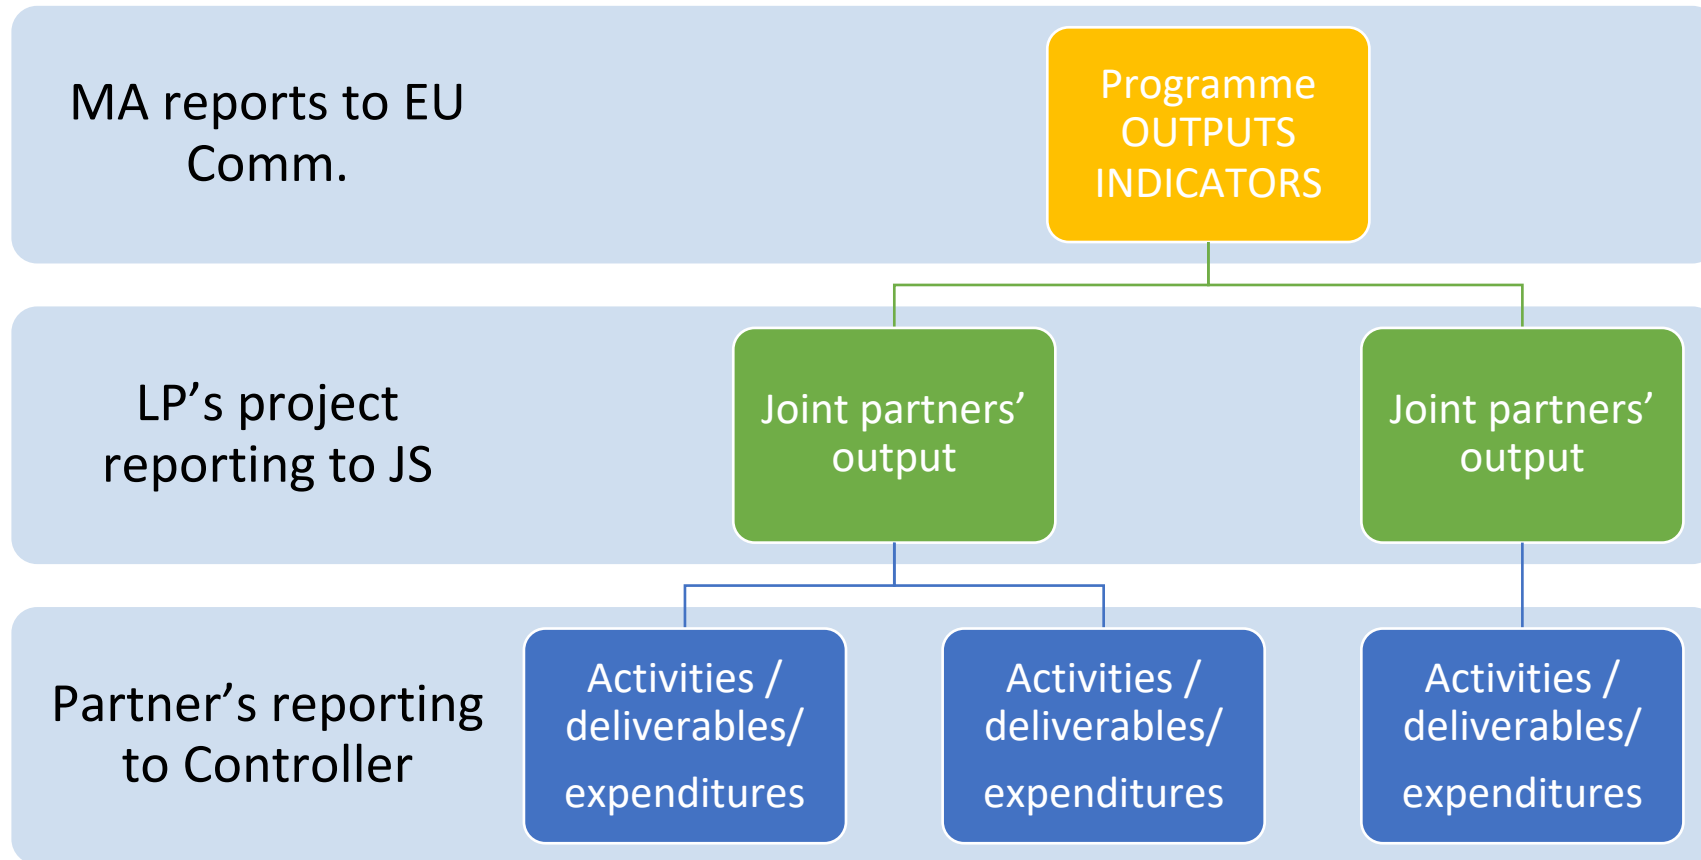 MA reports to EU
Comm.
Programme
OUTPUTS
INDICATORS
LP’s project
reporting to JS
Joint partners’
output
Joint partners’
output
Partner’s reporting
to Controller
Activities /
deliverables/
expenditures
Activities /
deliverables/
expenditures
Activities /
deliverables/
expenditures